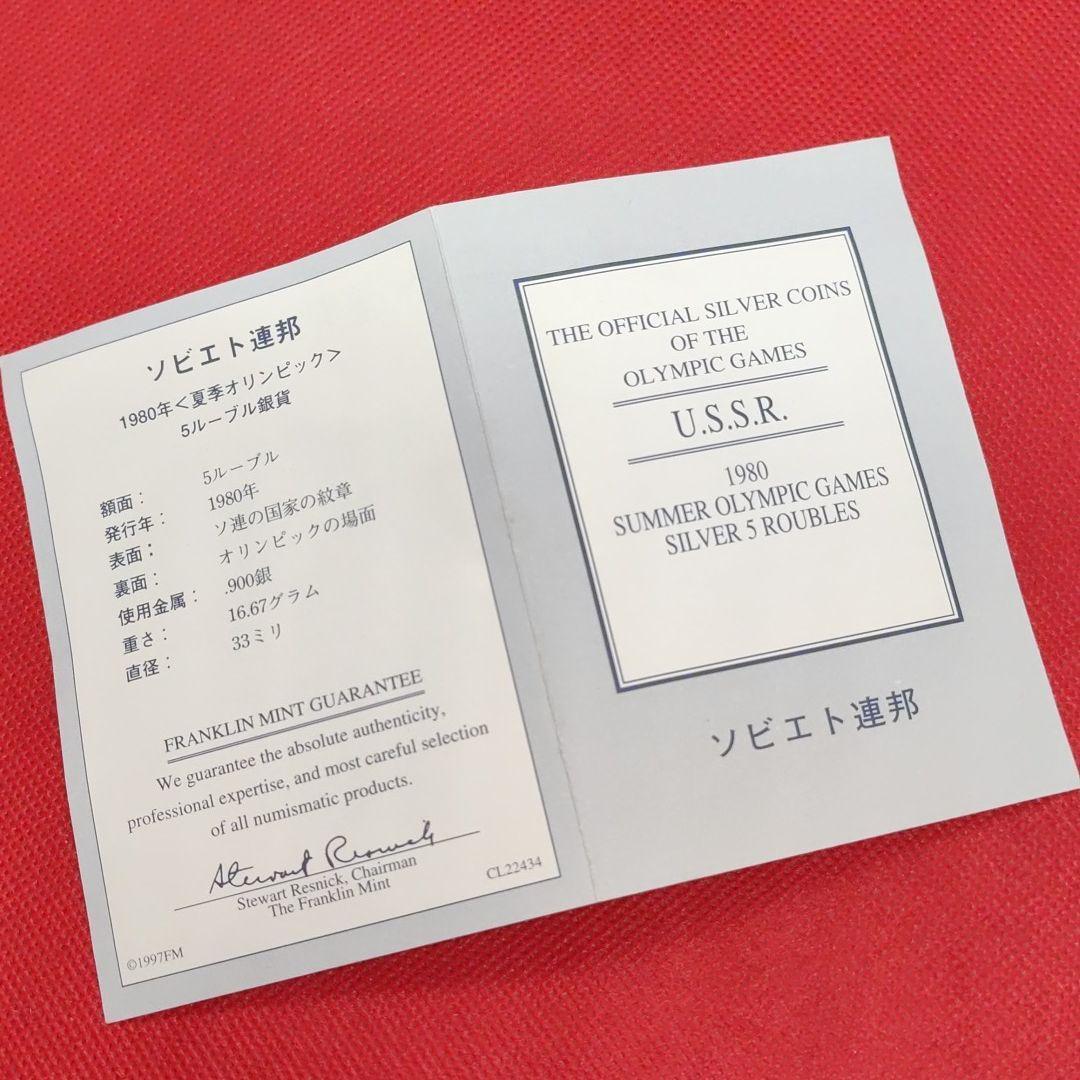 ソビエト連邦
1980年＜夏季オリンピック＞
5ルーブル銀貨
額面： 5ルーブル
発行年： 1980年
表面： ソ連の国家の紋章
裏面： オリンピックの場面
使用金属： .900銀
重さ： 16.67グラム
直径： 33ミリ
FRANKLIN MINT GUARANTEE
We guarantee the absolute authenticity,
professional expertise, and most careful selection
of all numismatic products.
Stewart Resnick
Stewart Resnick, Chairman
The Franklin Mint
CL22434
©1997FM
THE OFFICIAL SILVER COINS
OF THE
OLYMPIC GAMES
U.S.S.R.
1980
SUMMER OLYMPIC GAMES
SILVER 5 ROUBLES
ソビエト連邦